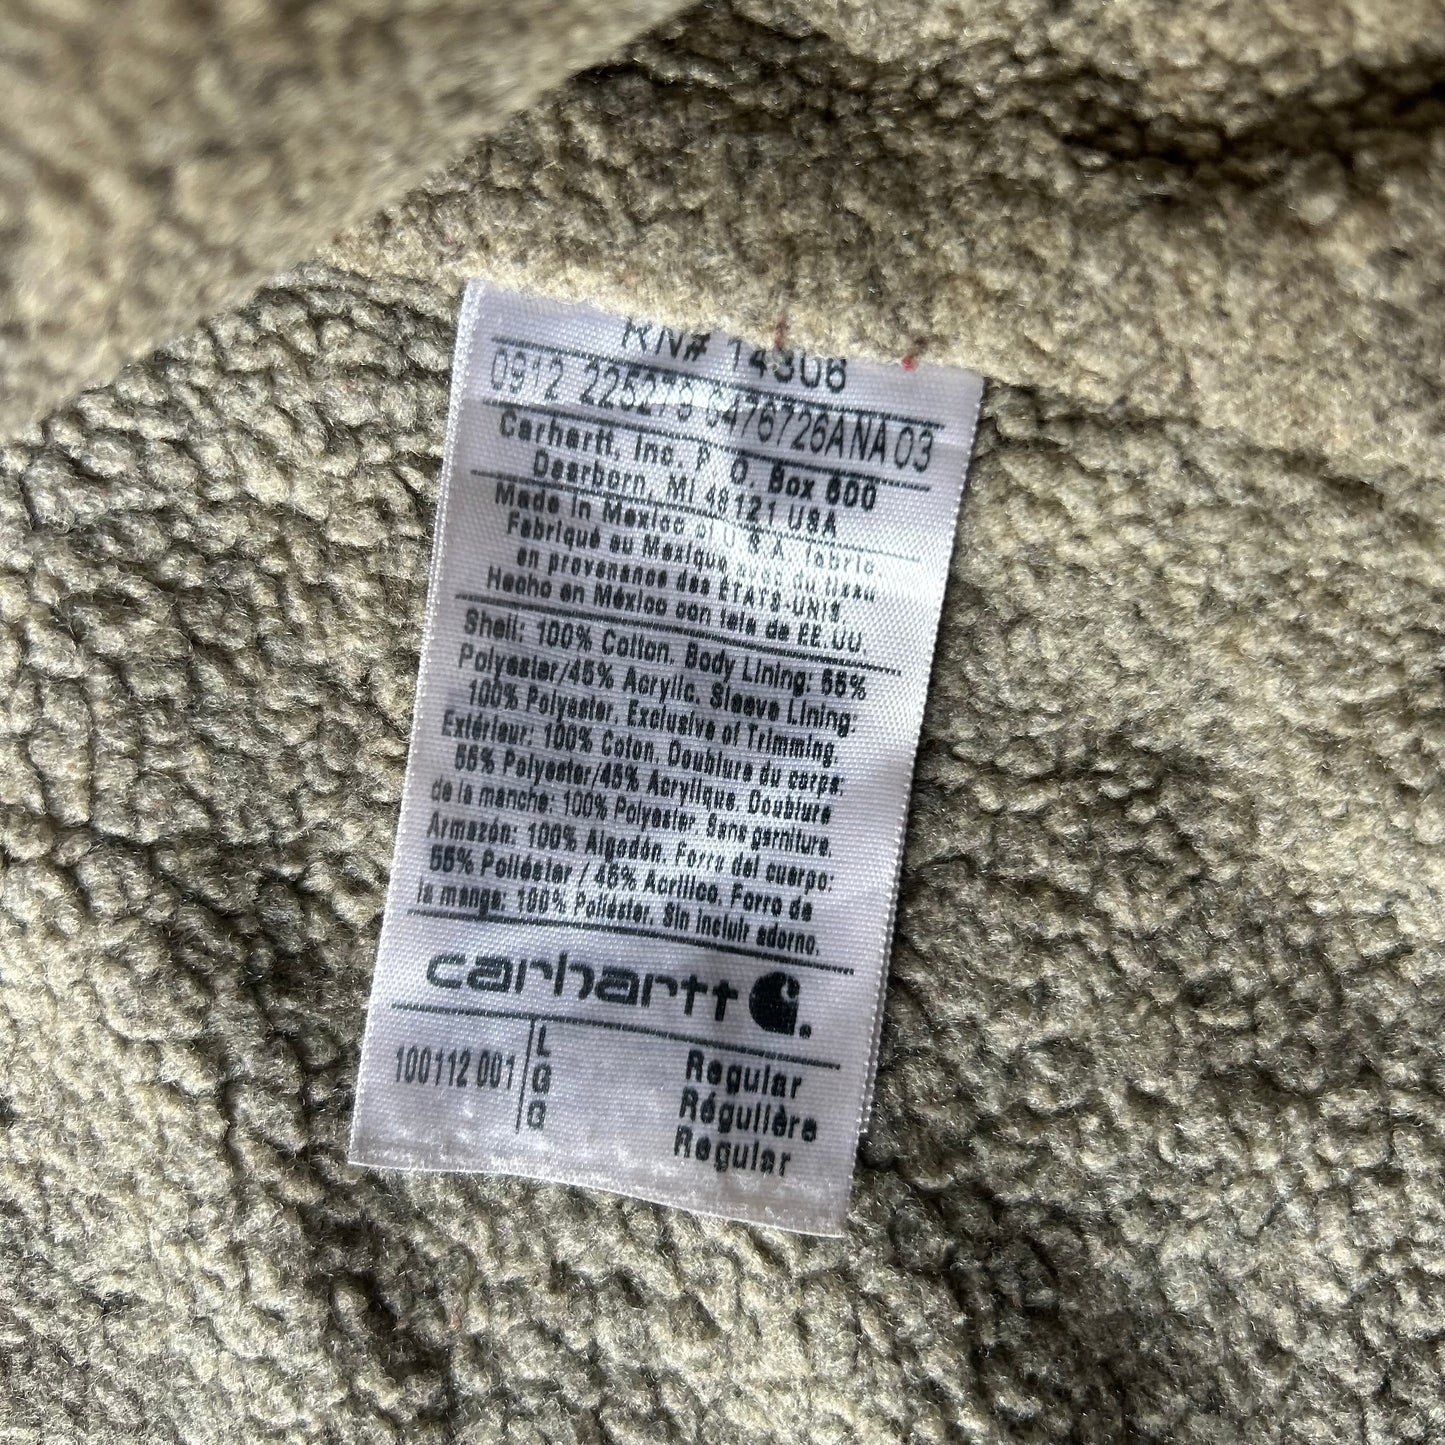 RN# 14806
0912 225279 6476726ANA 03
Carhartt, Inc. P. O. Box 600
Dearborn, MI 48121 USA
Made in Mexico of U S A. fabric
Fabriqué au Mexique avec du tissu
en provenance des ÉTATS-UNIS.
Hecho en México con tela de EE.UU
Shell: 100% Cotton. Body Lining: 55%
Polyester/45% Acrylic. Sleeve Lining:
100% Polyester. Exclusive of Trimming.
Extérieur: 100% Coton. Doublure du corps:
55% Polyester/45% Acrylique. Doublure
de la manche: 100% Polyester. Sans garniture.
Armazón: 100% Algodón. Forro del cuerpo:
55% Poliéster / 45% Acrilico. Forro de
la manga: 100% Poliéster. Sin incluir adorno.
carhartt
100112 001 L Regular
G Régulière
G Regular